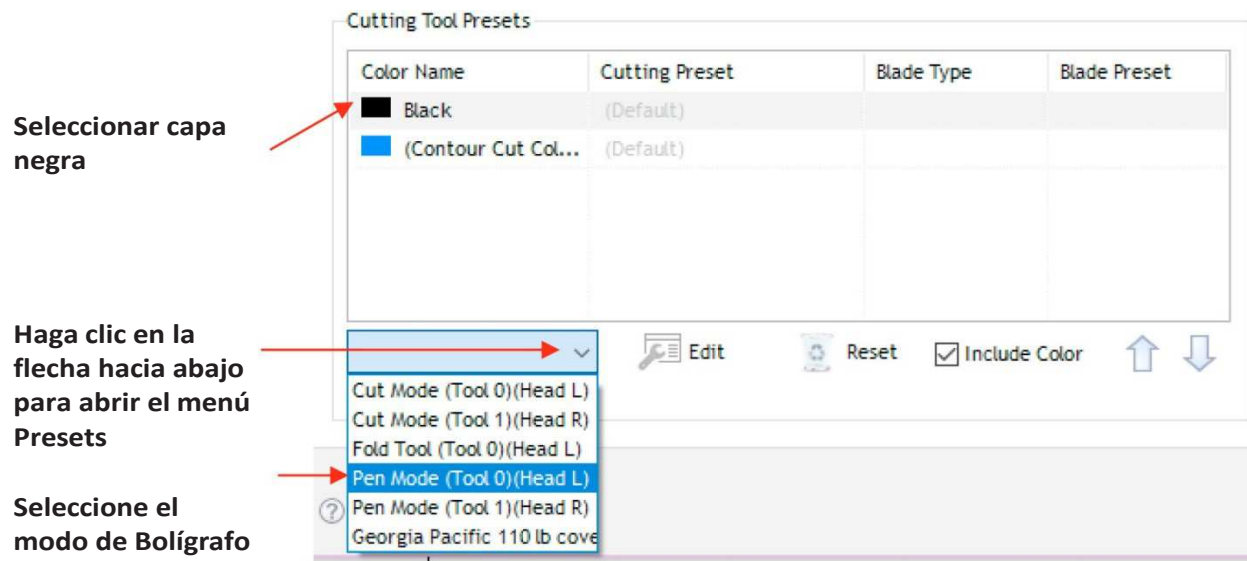 Cutting Tool Presets
Color Name Cutting Preset Blade Type Blade Preset
Black (Default)
(Contour Cut Col... (Default)
Seleccionar capa
negra
Haga clic en la
flecha hacia abajo
para abrir el menú
Presets
Edit Reset Include Color
Cut Mode (Tool 0)(Head L)
Cut Mode (Tool 1)(Head R)
Fold Tool (Tool 0)(Head L)
Pen Mode (Tool 0)(Head L)
Pen Mode (Tool 1)(Head R)
Georgia Pacific 110 lb cove
Seleccione el
modo de Bolígrafo